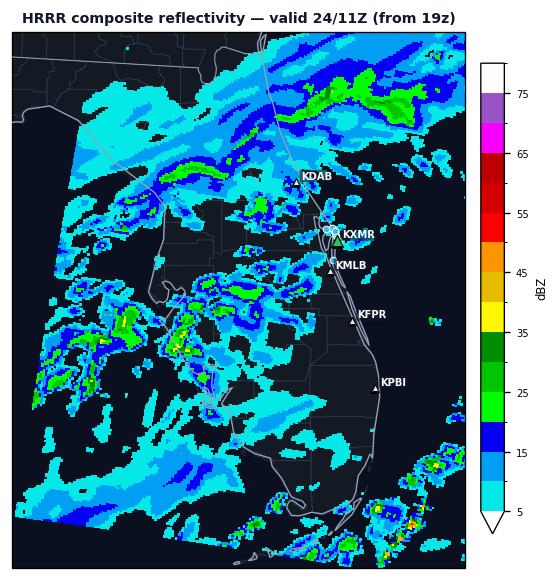 HRRR composite reflectivity — valid 24/11Z (from 19z)
KDAB
KXMR
KMLB
KFPR
KPBI
75
65
55
45
35
25
15
5
dBZ